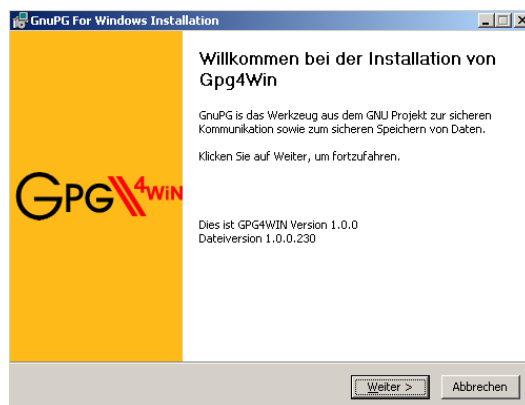 GnuPG For Windows Installation
Willkommen bei der Installation von
Gpg4Win
GnuPG is das Werkzeug aus dem GNU Projekt zur sicheren
Kommunikation sowie zum sicheren Speichern von Daten.
Klicken Sie auf Weiter, um fortzufahren.
GPG4WiN
Dies ist GPG4WIN Version 1.0.0
Dateiversion 1.0.0.230
Weiter >
Abbrechen